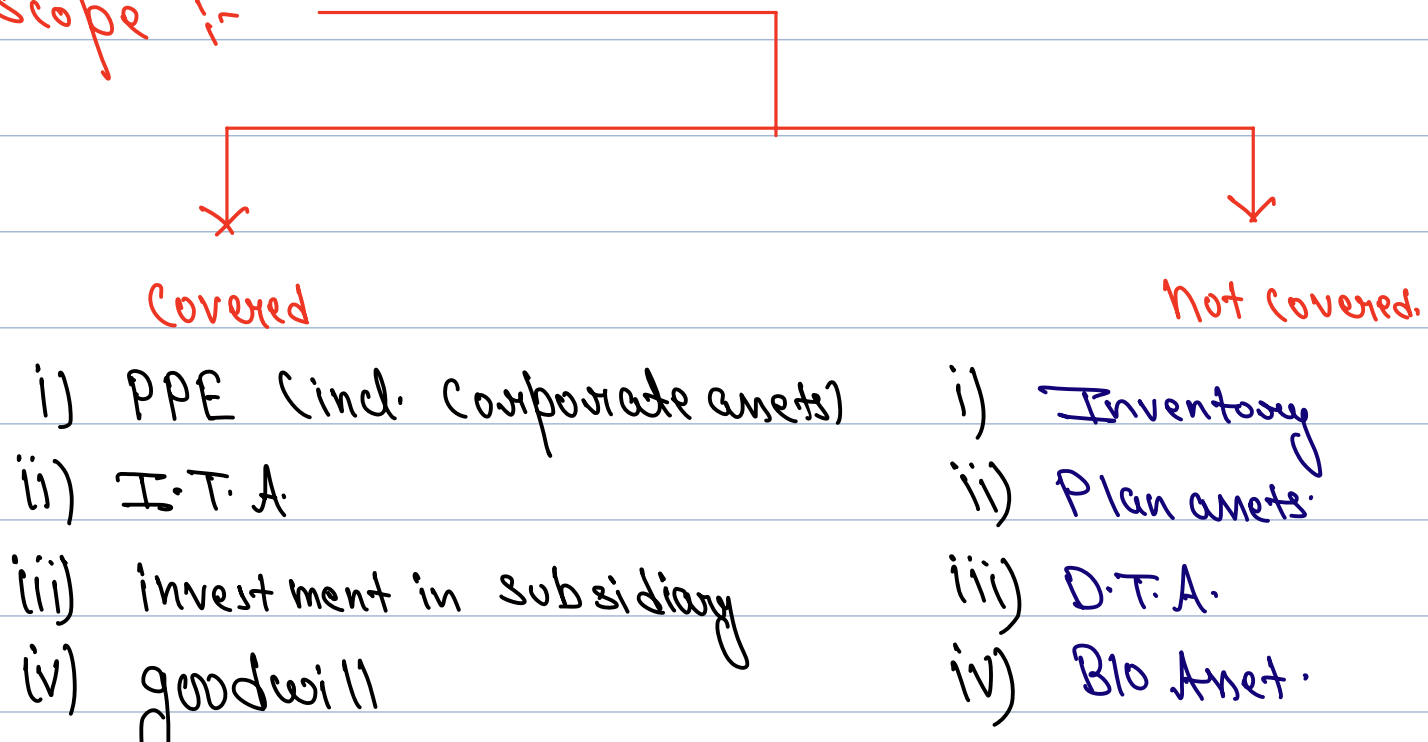 Scope :-
Covered
Not covered.
i) PPE (incl. Corporate assets)
i) Inventory
ii) I.T.A.
ii) Plan assets.
iii) investment in subsidiary
iii) D.T.A.
iv) goodwill
iv) BIO Asset.